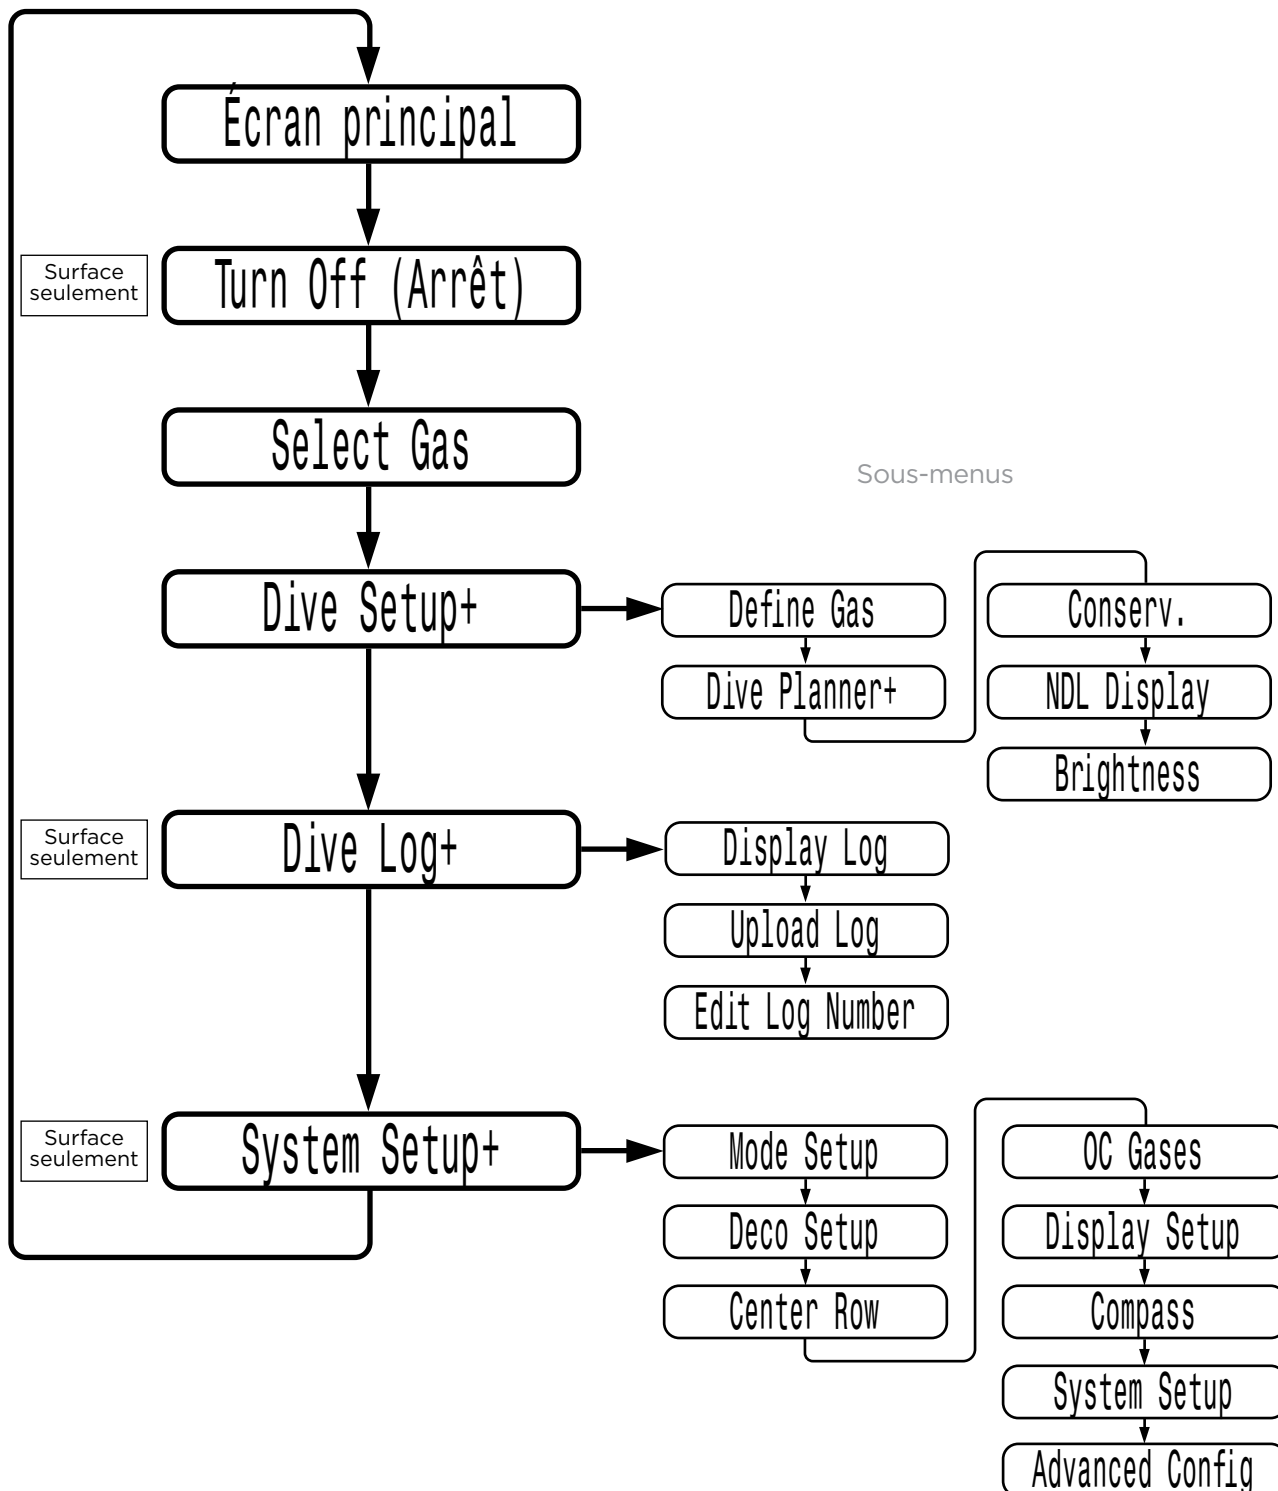 Écran principal
Surface
seulement
Turn Off (Arrêt)
Select Gas
Sous-menus
Dive Setup+
Define Gas
Dive Planner+
Conserv.
NDL Display
Brightness
Surface
seulement
Dive Log+
Display Log
Upload Log
Edit Log Number
Surface
seulement
System Setup+
Mode Setup
Deco Setup
Center Row
OC Gases
Display Setup
Compass
System Setup
Advanced Config